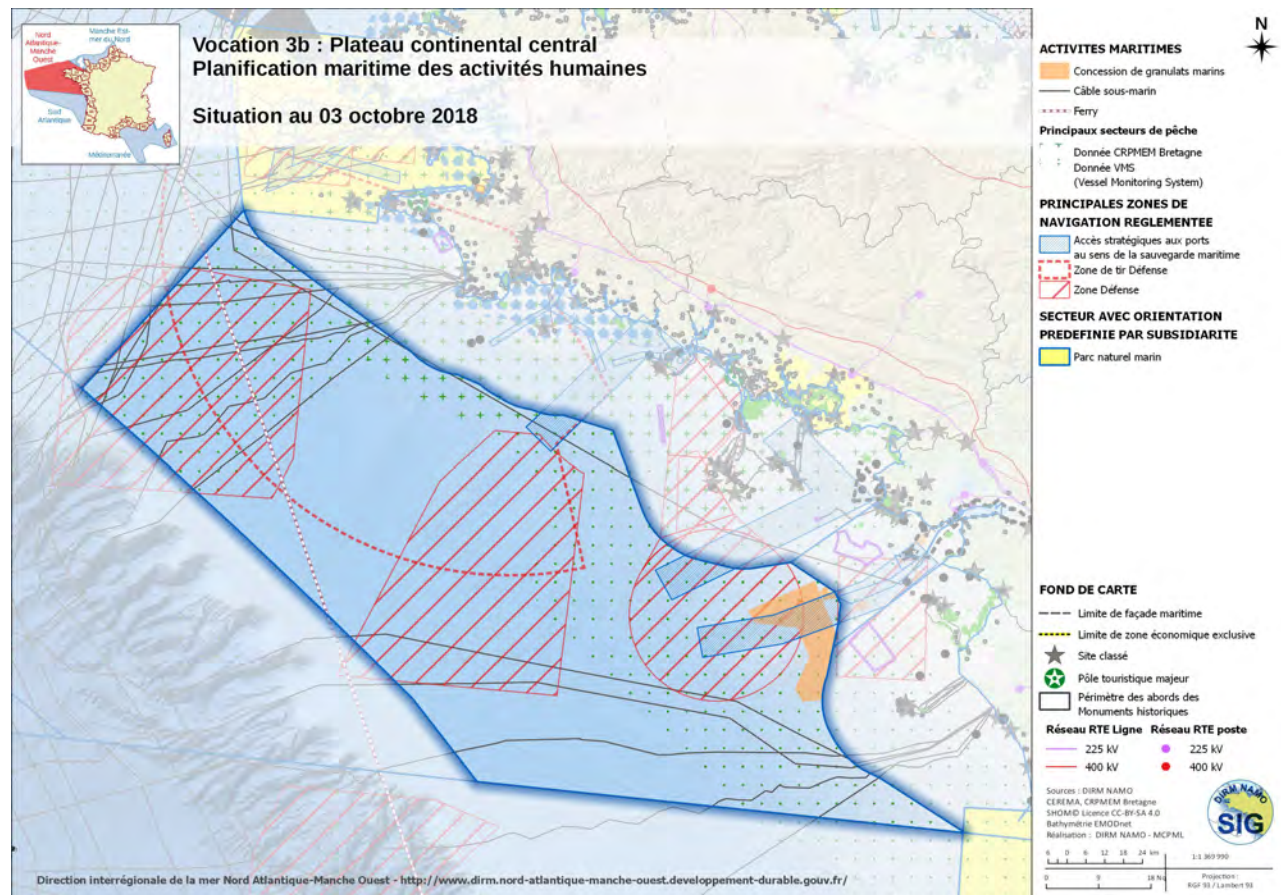 Nord
Atlantique-
Manche
Ouest
Manche Est-
mer du Nord
Sud
Atlantique
Méditerranée
Vocation 3b : Plateau continental central
Planification maritime des activités humaines
Situation au 03 octobre 2018
N
ACTIVITES MARITIMES
Concession de granulats marins
Câble sous-marin
Ferry
Principaux secteurs de pêche
Donnée CRPMEM Bretagne
Donnée VMS
(Vessel Monitoring System)
PRINCIPALES ZONES DE
NAVIGATION REGLEMENTEE
Accès stratégiques aux ports
au sens de la sauvegarde maritime
Zone de tir Défense
Zone Défense
SECTEUR AVEC ORIENTATION
PREDEFINIE PAR SUBSIDIARITE
Parc naturel marin
FOND DE CARTE
Limite de façade maritime
Limite de zone économique exclusive
Site classé
Pôle touristique majeur
Périmètre des abords des
Monuments historiques
Réseau RTE Ligne Réseau RTE poste
225 kV 225 kV
400 kV 400 kV
Sources : DIRM NAMO
CEREMA, CRPMEM Bretagne
SHOM© Licence CC-BY-SA 4.0
Bathymétrie EMODnet
Réalisation : DIRM NAMO - MCPML
DIRM NAMO
SIG
6 0 6 12 18 24 km
1:1 369 990
0 9 18 Nq
Projection :
RGF 93 / Lambert 93
Direction interrégionale de la mer Nord Atlantique-Manche Ouest - http://www.dirm.nord-atlantique-manche-ouest.developpement-durable.gouv.fr/